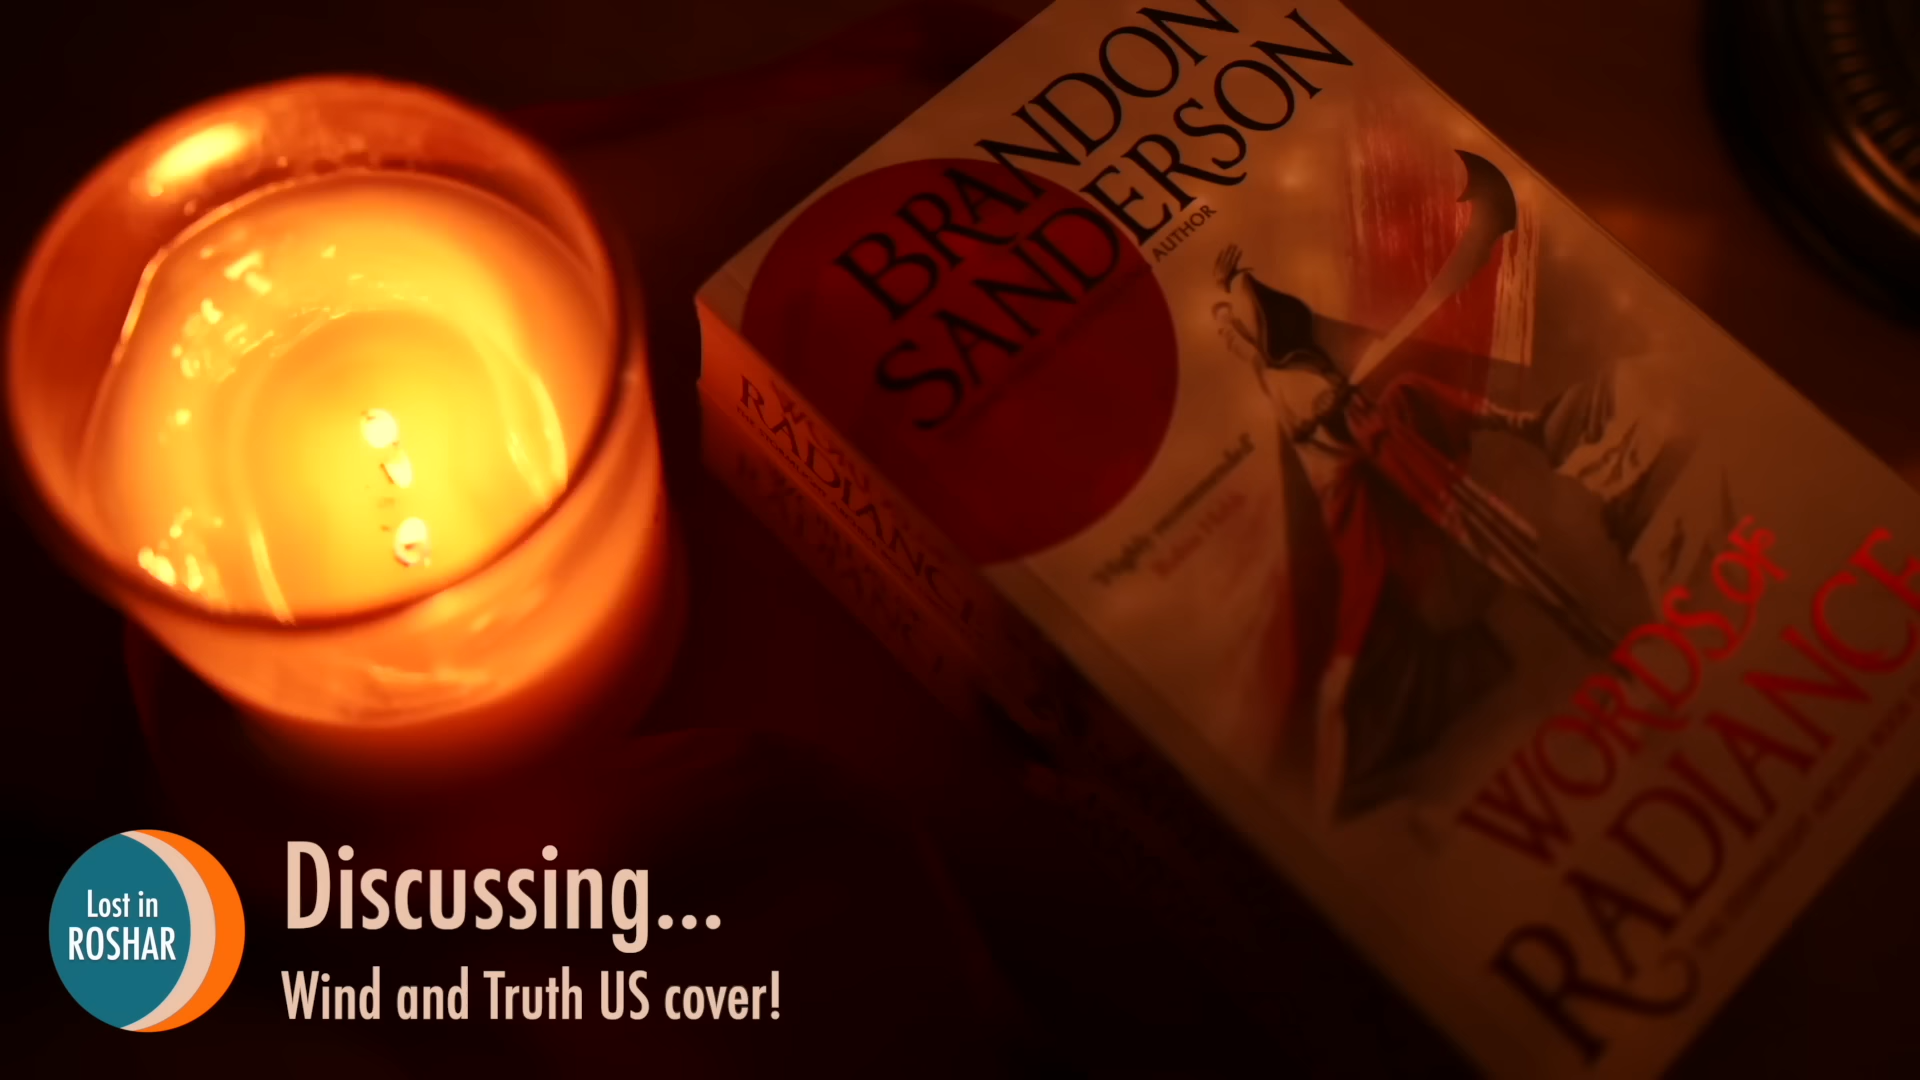 BRANDON
SANDERSON
AUTHOR
WORDS OF
RADIANCE
RADIANCE
Lost in
ROSHAR
Discussing...
Wind and Truth US cover!